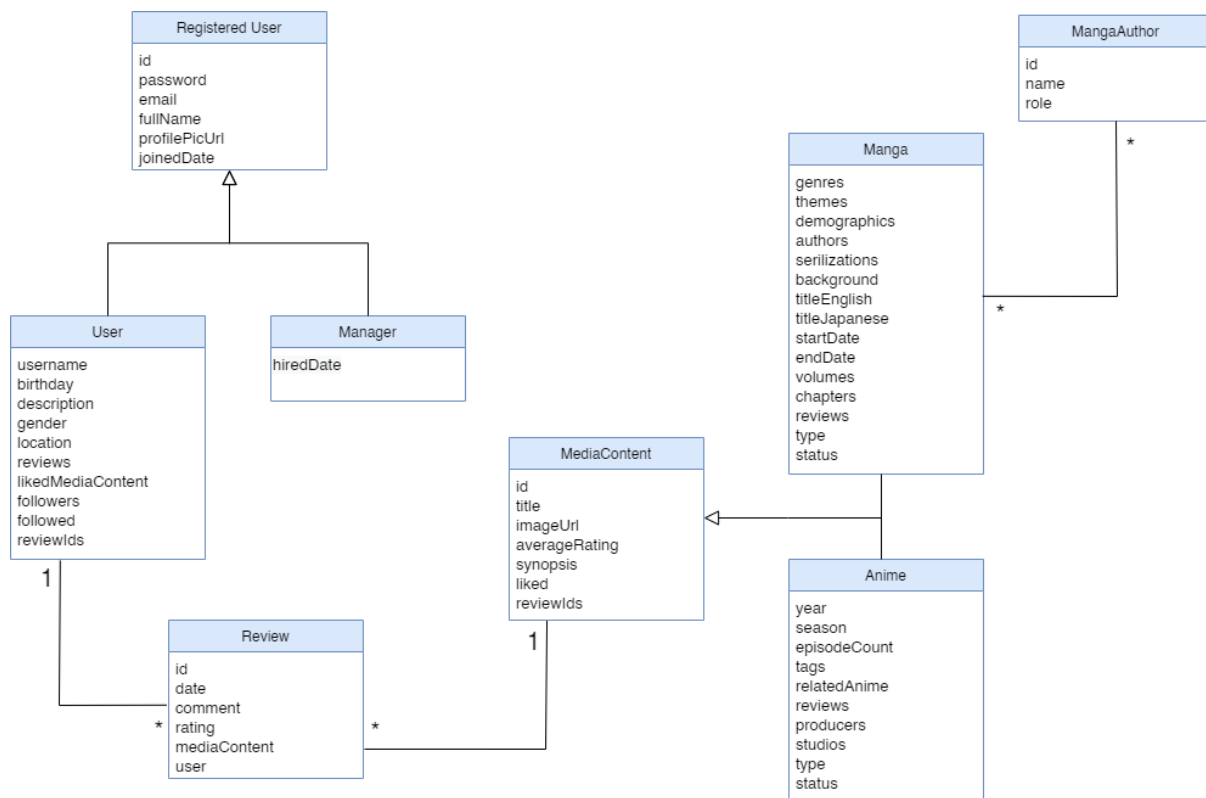 Registered User
id
password
email
fullName
profilePicUrl
joinedDate
MangaAuthor
id
name
role
*
Manga
genres
themes
demographics
authors
serilizations
background
titleEnglish
titleJapanese
startDate
endDate
volumes
chapters
reviews
type
status
*
User
username
birthday
description
gender
location
reviews
likedMediaContent
followers
followed
reviewIds
1
Manager
hiredDate
MediaContent
id
title
imageUrl
averageRating
synopsis
liked
reviewIds
1
Anime
year
season
episodeCount
tags
relatedAnime
reviews
producers
studios
type
status
Review
id
date
comment
rating
mediaContent
user
*
*